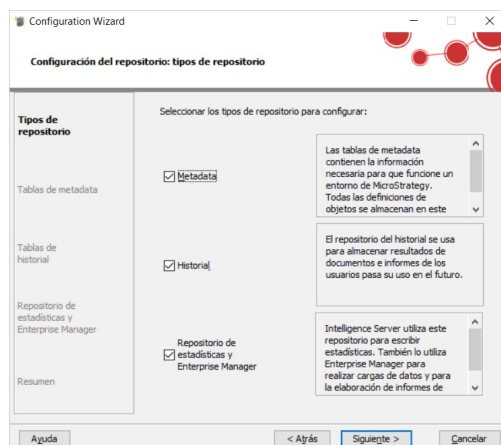 Configuration Wizard
Configuración del repositorio: tipos de repositorio
Tipos de
repositorio
Tablas de metadata
Tablas de
historial
Repositorio de
estadísticas y
Enterprise Manager
Resumen
Seleccionar los tipos de repositorio para configurar:
Metadata
Las tablas de metadata
contienen la información
necesaria para que funcione un
entorno de MicroStrategy.
Todas las definiciones de
objetos se almacenan en este
Historial
El repositorio del historial se usa
para almacenar resultados de
documentos e informes de los
usuarios pasa su uso en el futuro.
Repositorio de
estadísticas y
Enterprise Manager
Intelligence Server utiliza este
repositorio para escribir
estadísticas. También lo utiliza
Enterprise Manager para
realizar cargas de datos y para
la elaboración de informes de
Ayuda
< Atrás
Siguiente >
Cancelar